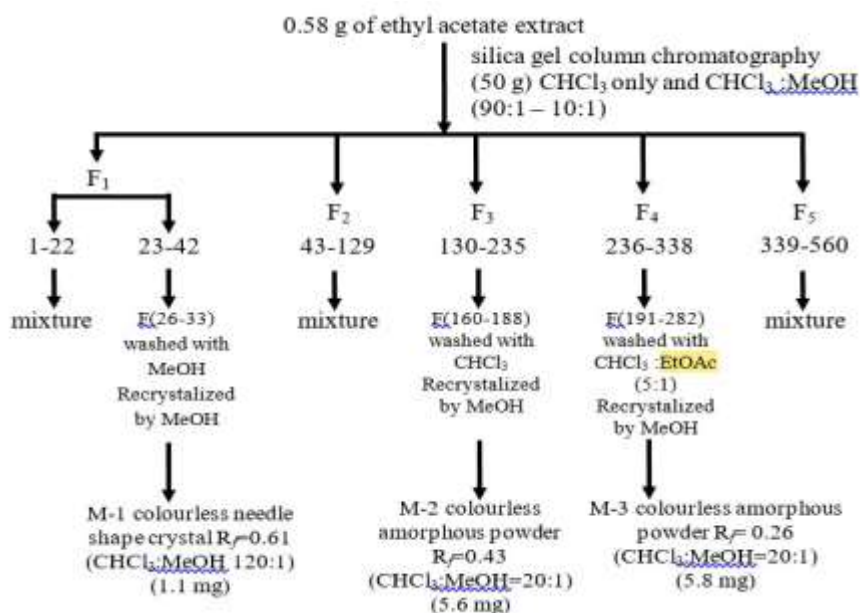 0.58 g of ethyl acetate extract
silica gel column chromatography
(50 g) CHCl₃ only and CHCl₃ :MeOH
(90:1 – 10:1)
F₁
F₂
F₃
F₄
F₅
1-22
23-42
43-129
130-235
236-338
339-560
mixture
F(26-33)
washed with
MeOH
Recrystalized
by MeOH
mixture
F(160-188)
washed with
CHCl₃
Recrystalized
by MeOH
F(191-282)
washed with
CHCl₃ :EtOAc
(5:1)
Recrystalized
by MeOH
mixture
M-1 colourless needle
shape crystal Rf=0.61
(CHCl₃:MeOH 120:1)
(1.1 mg)
M-2 colourless
amorphous powder
Rf=0.43
(CHCl₃:MeOH=20:1)
(5.6 mg)
M-3 colourless amorphous
powder Rf= 0.26
(CHCl₃:MeOH=20:1)
(5.8 mg)